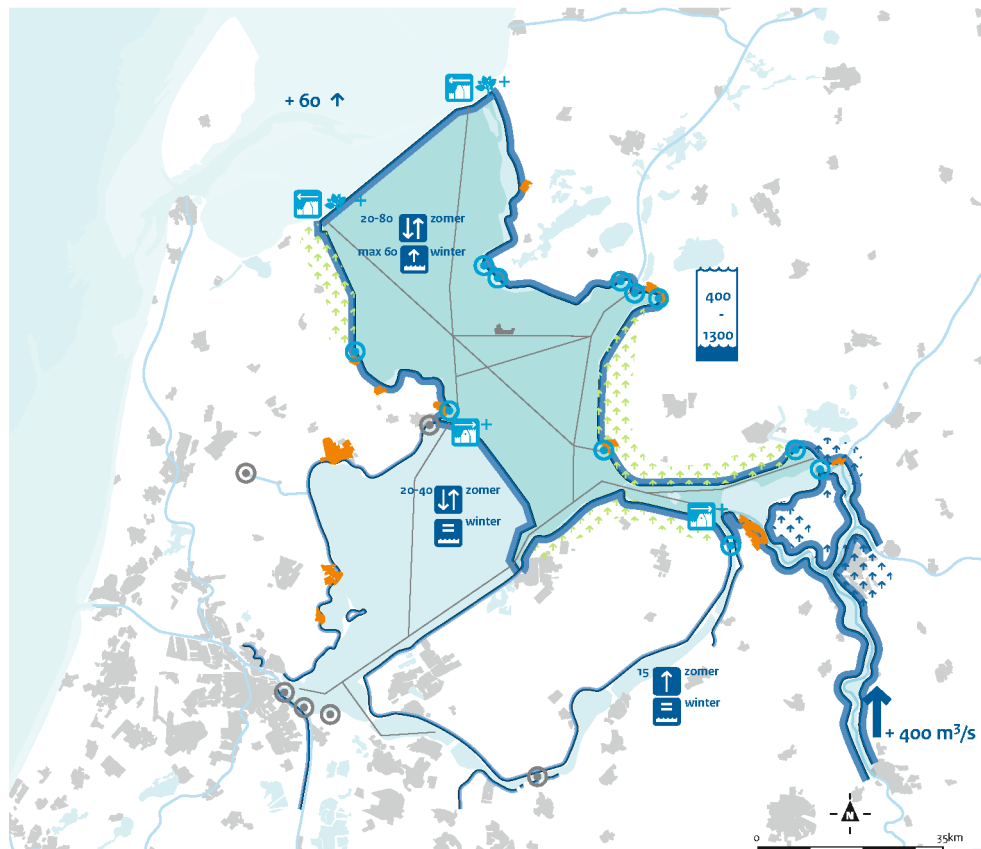 + 60
20-80 zomer
max 60 winter
400
-
1300
20-40 zomer
winter
15 zomer
winter
+ 400 m³/s
N
0 35km